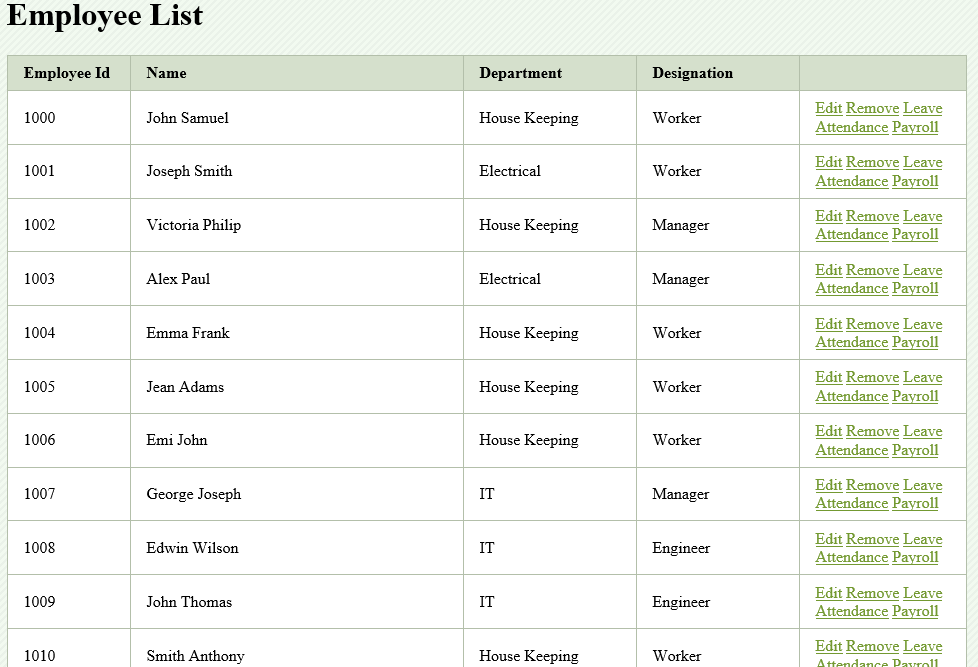 Employee List
Employee Id Name Department Designation
1000 John Samuel House Keeping Worker Edit Remove Leave
Attendance Payroll
1001 Joseph Smith Electrical Worker Edit Remove Leave
Attendance Payroll
1002 Victoria Philip House Keeping Manager Edit Remove Leave
Attendance Payroll
1003 Alex Paul Electrical Manager Edit Remove Leave
Attendance Payroll
1004 Emma Frank House Keeping Worker Edit Remove Leave
Attendance Payroll
1005 Jean Adams House Keeping Worker Edit Remove Leave
Attendance Payroll
1006 Emi John House Keeping Worker Edit Remove Leave
Attendance Payroll
1007 George Joseph IT Manager Edit Remove Leave
Attendance Payroll
1008 Edwin Wilson IT Engineer Edit Remove Leave
Attendance Payroll
1009 John Thomas IT Engineer Edit Remove Leave
Attendance Payroll
1010 Smith Anthony House Keeping Worker Edit Remove Leave
Attendance Payroll